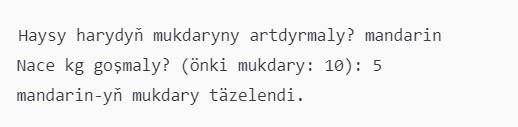 Haysy harydyň mukdaryny artdyrmaly? mandarin
Nace kg goşmaly? (önki mukdary: 10): 5
mandarin-yň mukdary täzelendi.